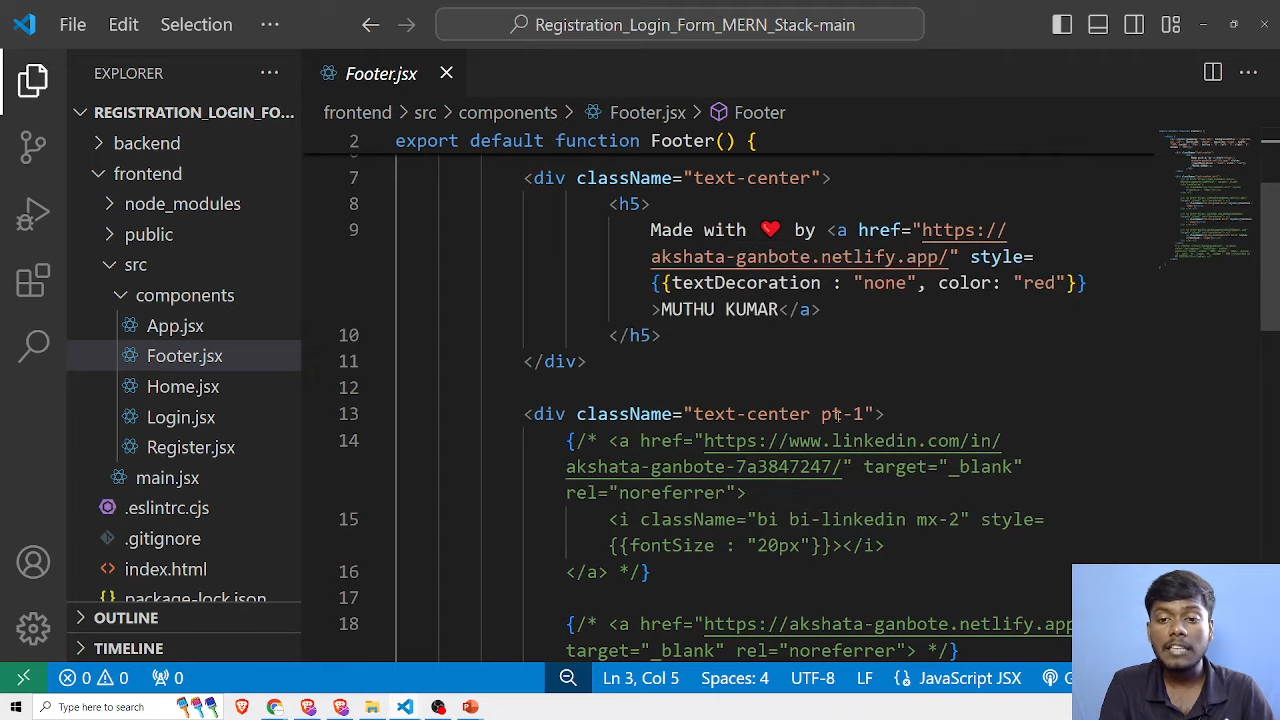 File Edit Selection ··· Registration_Login_Form_MERN_Stack-main
EXPLORER ···
REGISTRATION_LOGIN_FO...
backend
frontend
node_modules
public
src
components
App.jsx
Footer.jsx
Home.jsx
Login.jsx
Register.jsx
main.jsx
.eslintrc.cjs
.gitignore
index.html
package-lock.json
OUTLINE
TIMELINE
Footer.jsx
frontend > src > components > Footer.jsx > Footer
2 export default function Footer() {
7 <div className="text-center">
8 <h5>
9 Made with ❤️ by <a href="https://
akshata-ganbote.netlify.app/" style=
{{textDecoration : "none", color: "red"}}
>MUTHU KUMAR</a>
10 </h5>
11 </div>
12
13 <div className="text-center pt-1">
14 {/* <a href="https://www.linkedin.com/in/
akshata-ganbote-7a3847247/" target="_blank"
rel="noreferrer">
15 <i className="bi bi-linkedin mx-2" style=
{{fontSize : "20px"}}></i>
16 </a> */}
17
18 {/* <a href="https://akshata-ganbote.netlify.app
target="_blank" rel="noreferrer"> */}
0 0 0 Ln 3, Col 5 Spaces: 4 UTF-8 LF JavaScript JSX G
Type here to search